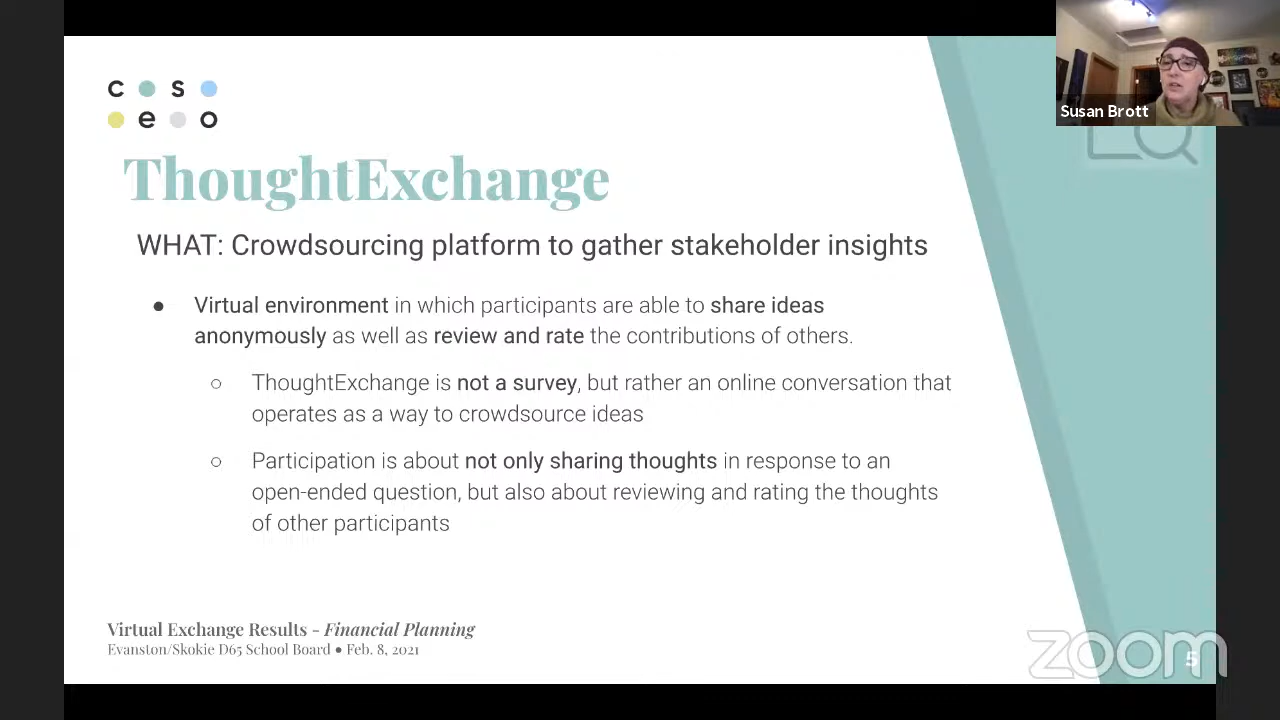 c s
e o
Susan Brott
ThoughtExchange
WHAT: Crowdsourcing platform to gather stakeholder insights
● Virtual environment in which participants are able to share ideas
anonymously as well as review and rate the contributions of others.
○ ThoughtExchange is not a survey, but rather an online conversation that
operates as a way to crowdsource ideas
○ Participation is about not only sharing thoughts in response to an
open-ended question, but also about reviewing and rating the thoughts
of other participants
Virtual Exchange Results - Financial Planning
Evanston/Skokie D65 School Board ● Feb. 8, 2021
zoom
5